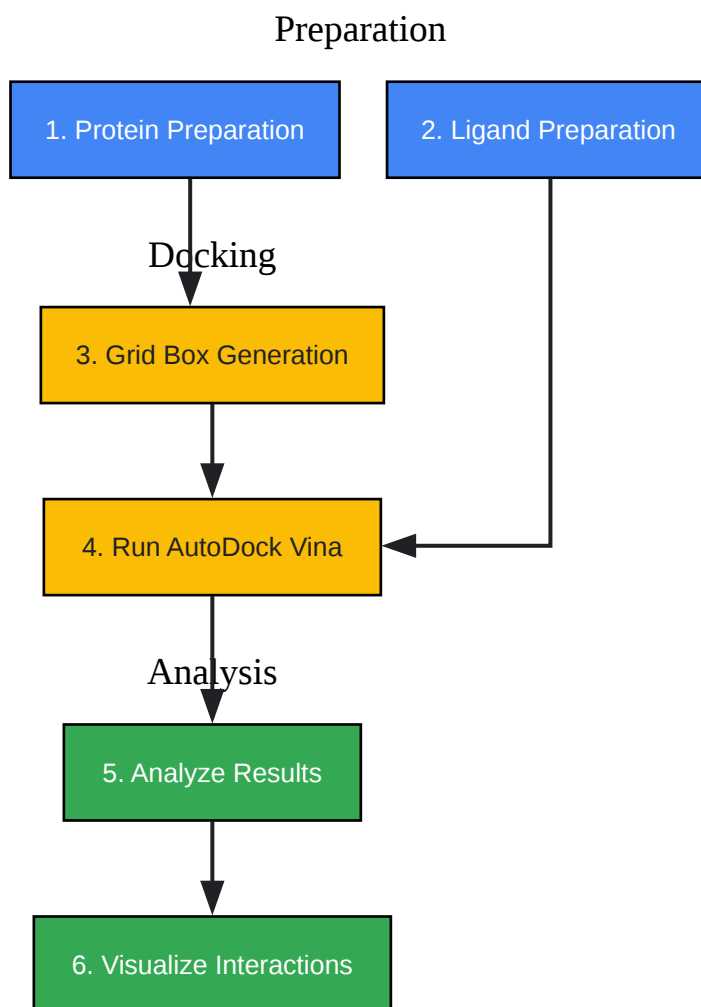 Preparation
1. Protein Preparation
2. Ligand Preparation
Docking
3. Grid Box Generation
4. Run AutoDock Vina
Analysis
5. Analyze Results
6. Visualize Interactions